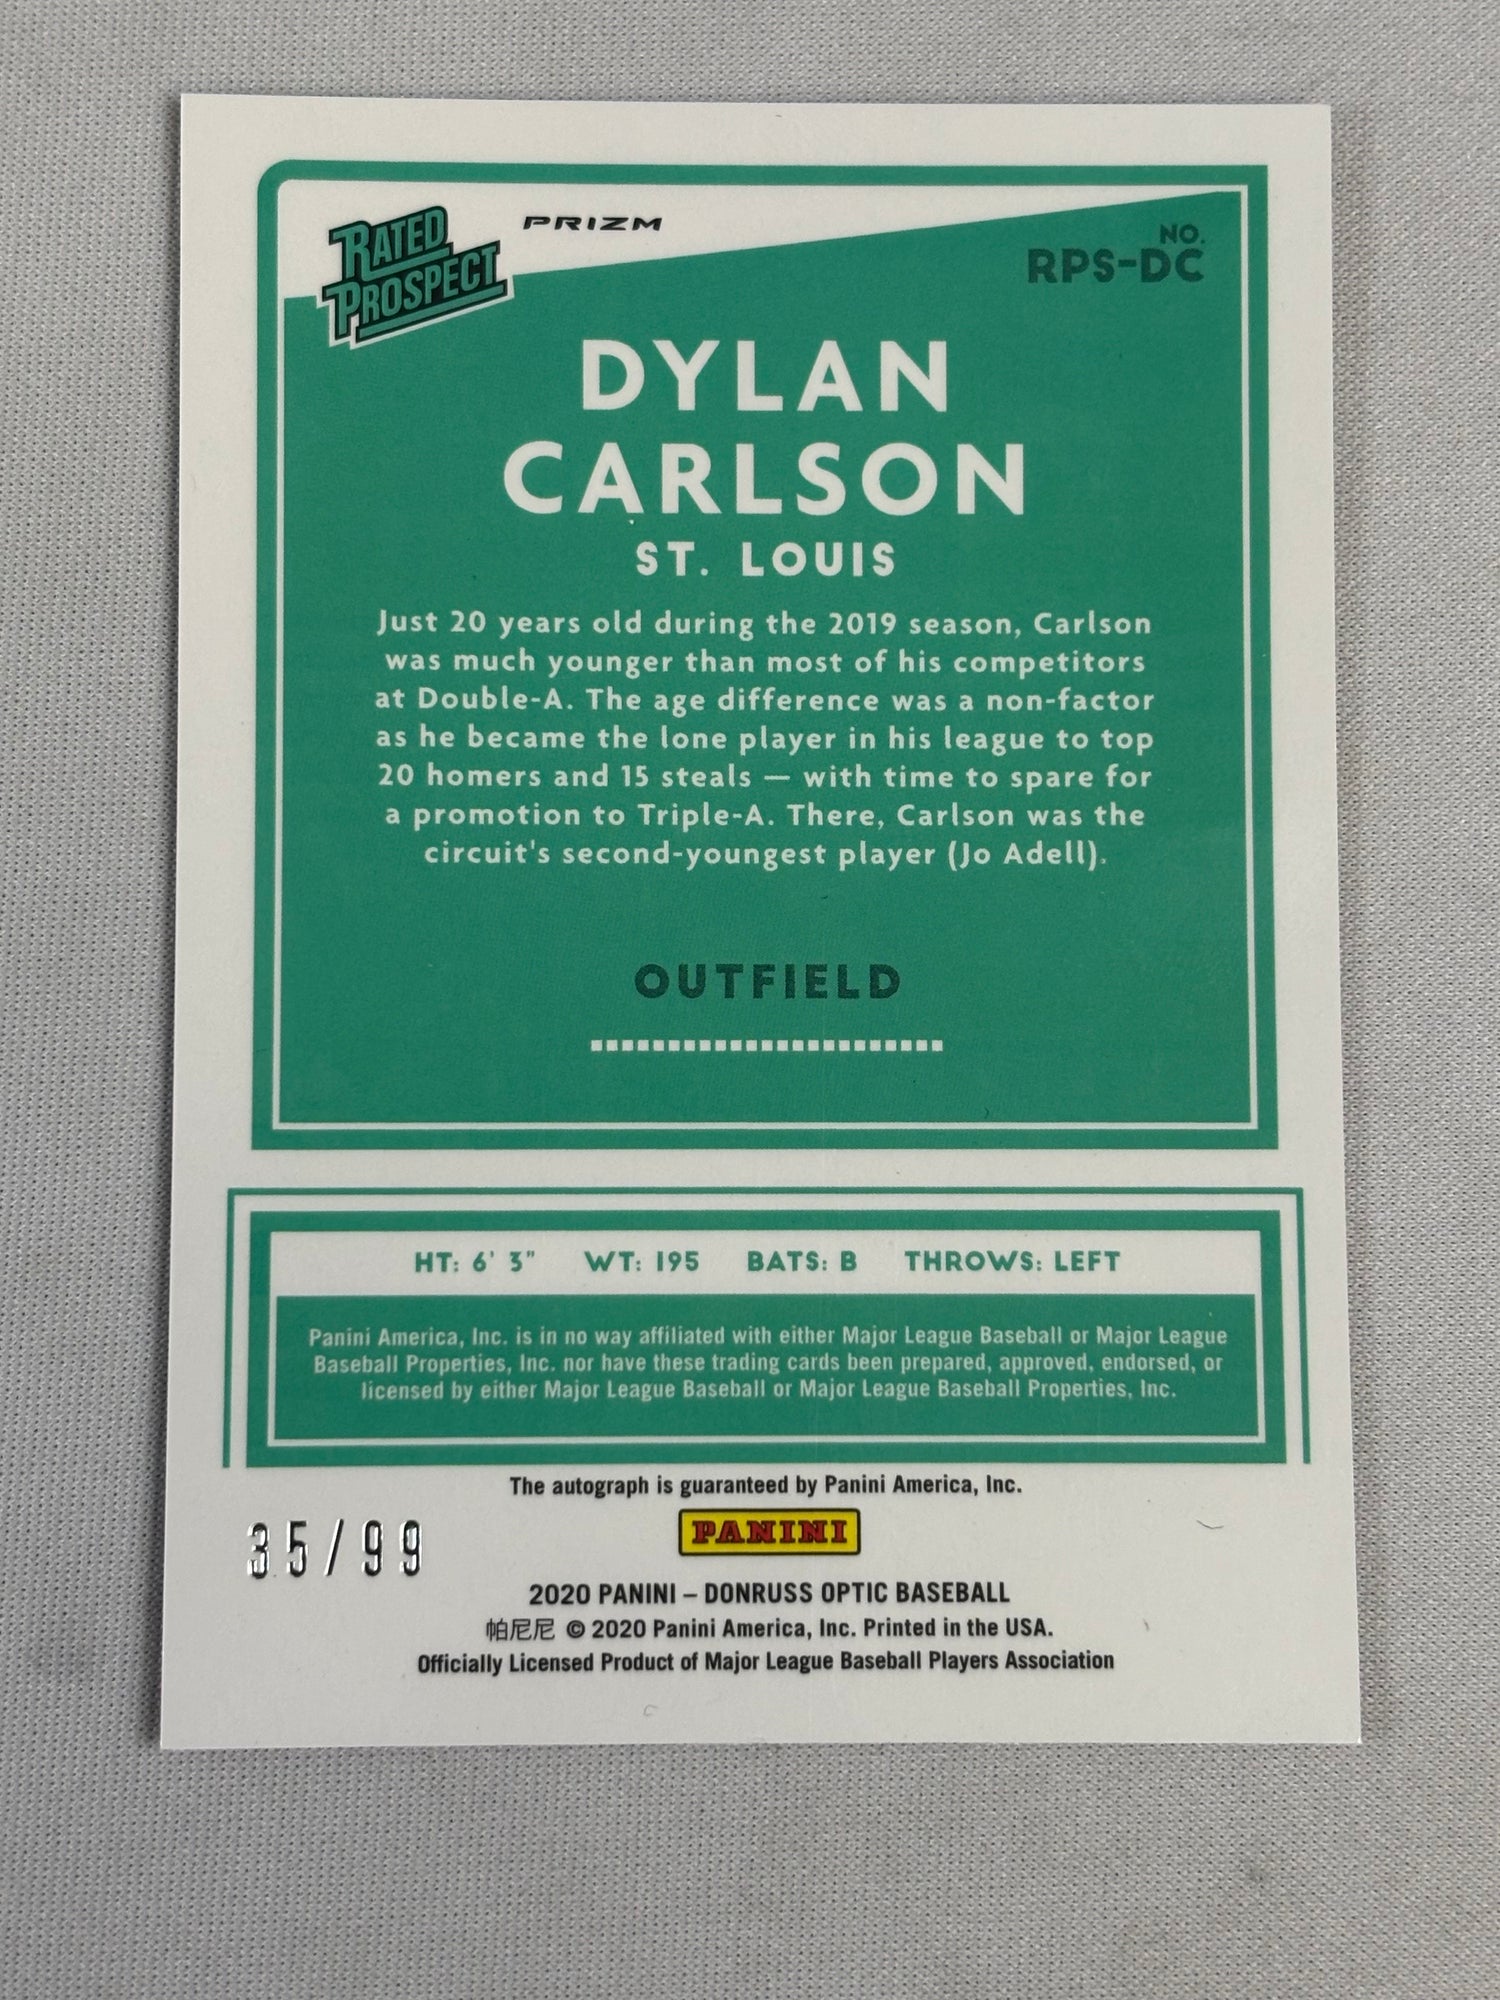 RATED
PROSPECT
PRIZM
NO.
RPS-DC
DYLAN
CARLSON
ST. LOUIS
Just 20 years old during the 2019 season, Carlson
was much younger than most of his competitors
at Double-A. The age difference was a non-factor
as he became the lone player in his league to top
20 homers and 15 steals — with time to spare for
a promotion to Triple-A. There, Carlson was the
circuit's second-youngest player (Jo Adell).
OUTFIELD
HT: 6' 3" WT: 195 BATS: B THROWS: LEFT
Panini America, Inc. is in no way affiliated with either Major League Baseball or Major League
Baseball Properties, Inc. nor have these trading cards been prepared, approved, endorsed, or
licensed by either Major League Baseball or Major League Baseball Properties, Inc.
The autograph is guaranteed by Panini America, Inc.
35/99
PANINI
2020 PANINI – DONRUSS OPTIC BASEBALL
帕尼尼 © 2020 Panini America, Inc. Printed in the USA.
Officially Licensed Product of Major League Baseball Players Association